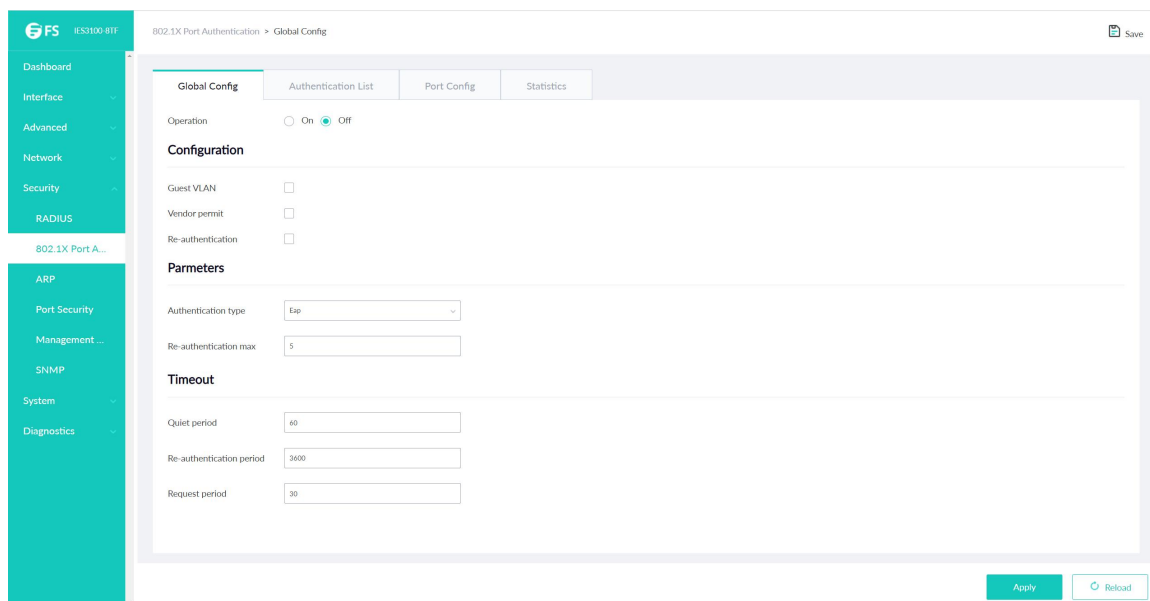 FS IES3100-8TF
802.1X Port Authentication > Global Config
Save
Dashboard
Interface
Advanced
Network
Security
RADIUS
802.1X Port A...
ARP
Port Security
Management ...
SNMP
System
Diagnostics
Global Config Authentication List Port Config Statistics
Operation On Off
Configuration
Guest VLAN
Vendor permit
Re-authentication
Parmeters
Authentication type Eap
Re-authentication max 5
Timeout
Quiet period 60
Re-authentication period 3600
Request period 30
Apply Reload